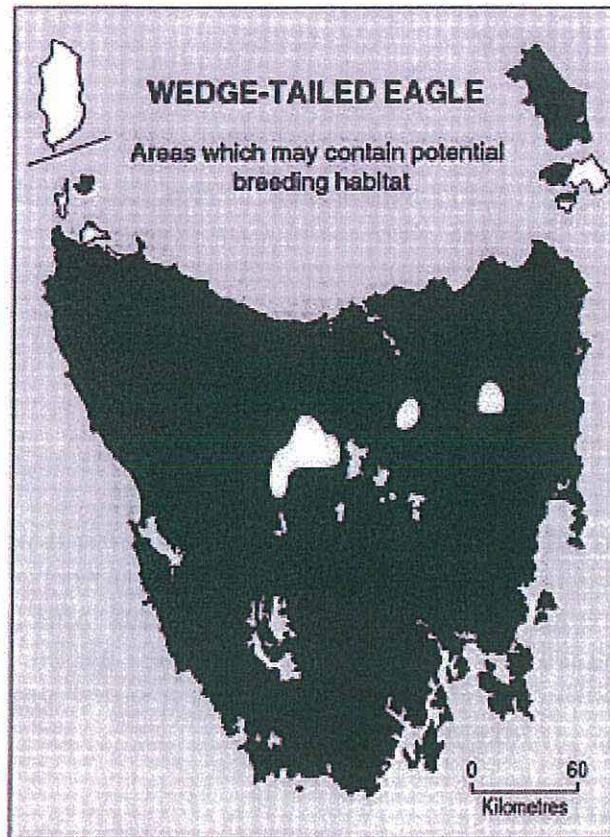 WEDGE-TAILED EAGLE
Areas which may contain potential
breeding habitat
0 60
Kilometres